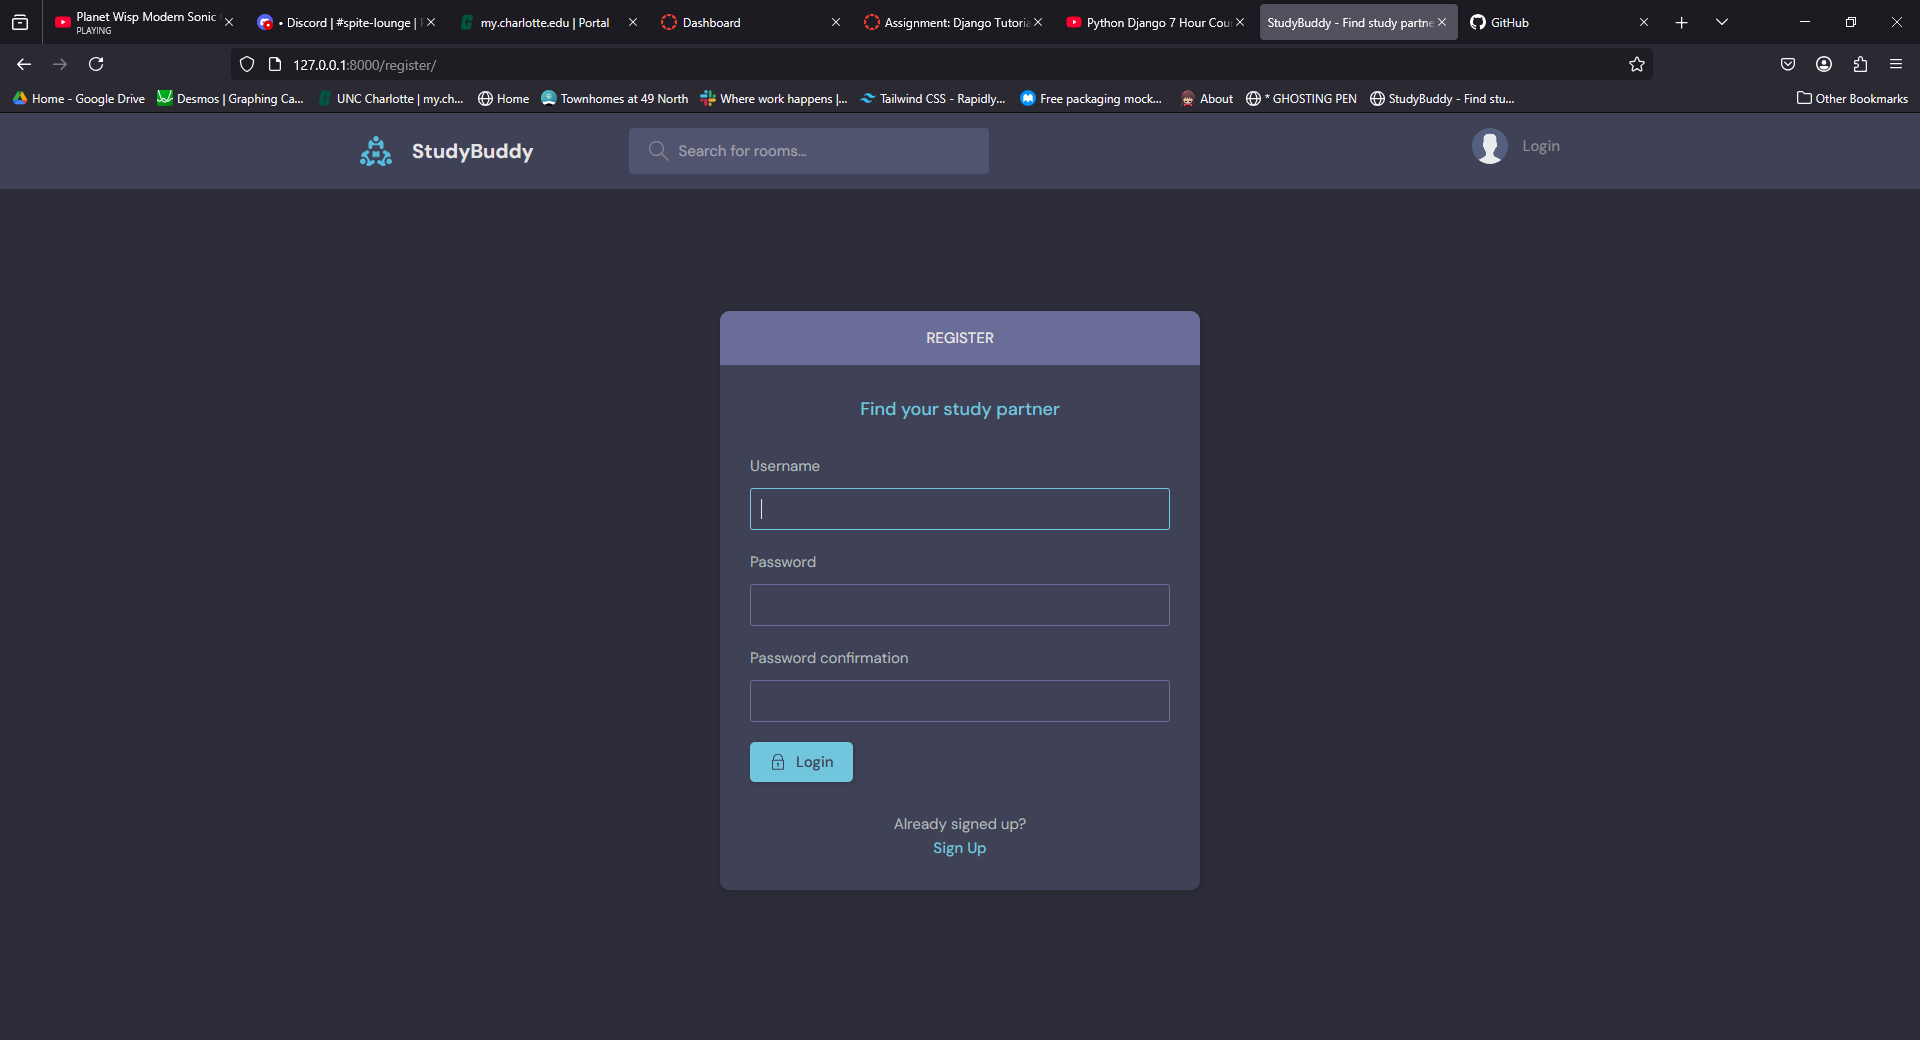 Planet Wisp Modern Sonic
PLAYING
• Discord | #spite-lounge |
my.charlotte.edu | Portal
Dashboard
Assignment: Django Tutoria
Python Django 7 Hour Cou
StudyBuddy - Find study partne
GitHub
127.0.0.1:8000/register/
Home - Google Drive
Desmos | Graphing Ca...
UNC Charlotte | my.ch...
Home
Townhomes at 49 North
Where work happens |...
Tailwind CSS - Rapidly...
Free packaging mock...
About
* GHOSTING PEN
StudyBuddy - Find stu...
Other Bookmarks
StudyBuddy
Search for rooms...
Login
REGISTER
Find your study partner
Username
Password
Password confirmation
Login
Already signed up?
Sign Up